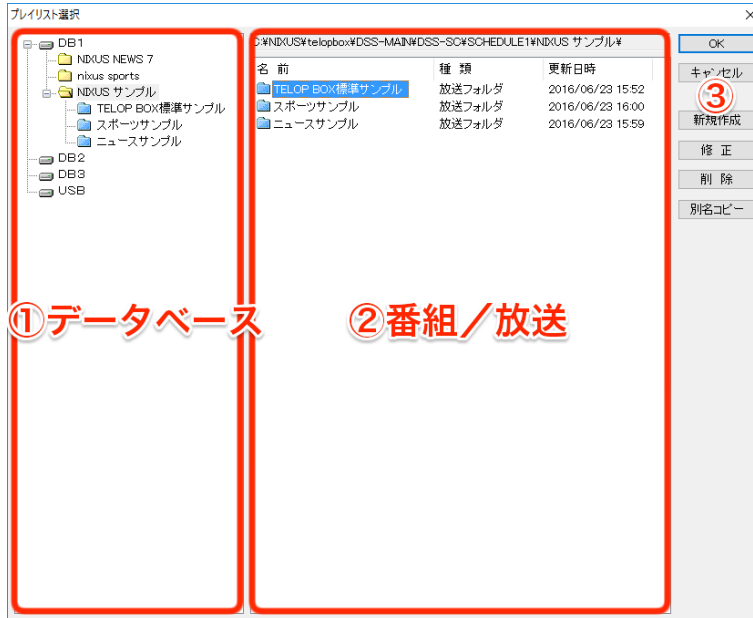 プレイリスト選択
DB1
NIXUS NEWS 7
nixus sports
NIXUS サンプル
TELOP BOX標準サンプル
スポーツサンプル
ニュースサンプル
DB2
DB3
USB
①データベース
C:¥NIXUS¥telopbox¥DSS-MAIN¥DSS-SC¥SCHEDULE1¥NIXUS サンプル¥
名 前 種 類 更新日時
TELOP BOX標準サンプル 放送フォルダ 2016/06/23 15:52
スポーツサンプル 放送フォルダ 2016/06/23 16:00
ニュースサンプル 放送フォルダ 2016/06/23 15:59
②番組／放送
OK
キャンセル
③
新規作成
修 正
削 除
別名コピー